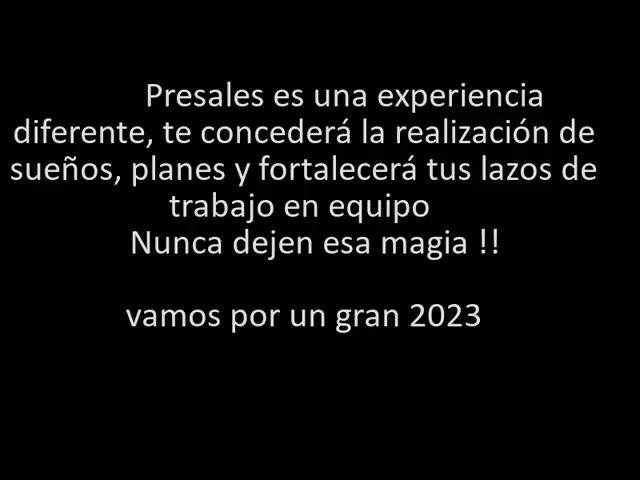 Presales es una experiencia
diferente, te concederá la realización de
sueños, planes y fortalecerá tus lazos de
trabajo en equipo
Nunca dejen esa magia !!
vamos por un gran 2023